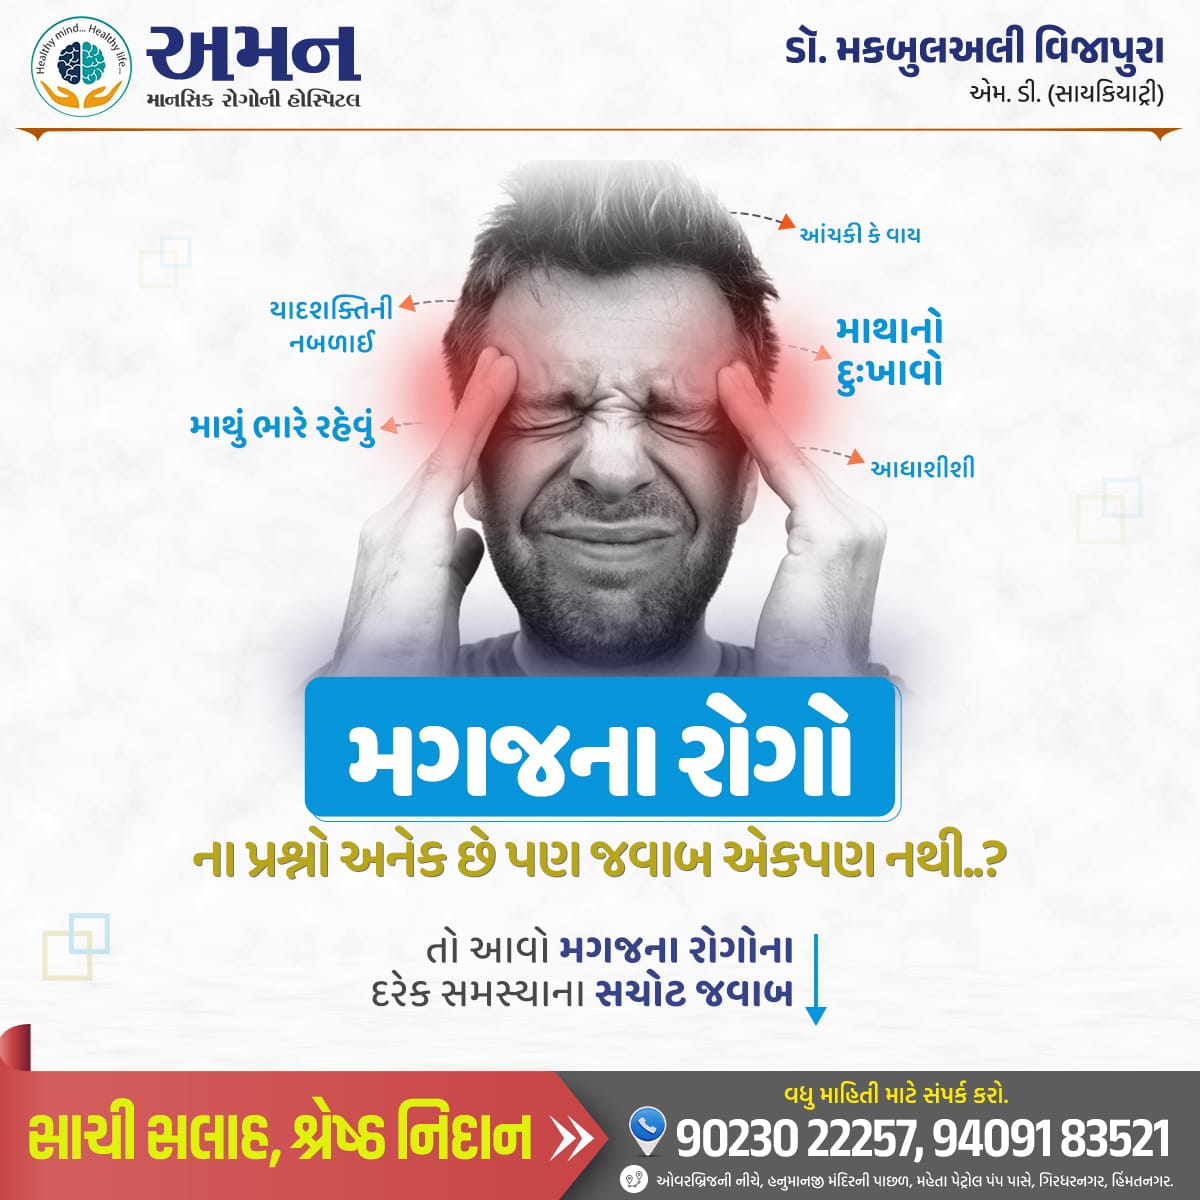 Healthy mind... Healthy life...
અમન
માનસિક રોગોની હોસ્પિટલ
ડૉ. મકબુલઅલી વિજાપુરા
એમ. ડી. (સાયકિયાટ્રી)
આંચકી કે વાય
યાદશક્તિની
નબળાઈ
માથાનો
દુઃખાવો
માથું ભારે રહેવું
આધાશીશી
મગજના રોગો
ના પ્રશ્નો અનેક છે પણ જવાબ એકપણ નથી..?
તો આવો મગજના રોગોના
દરેક સમસ્યાના સચોટ જવાબ
સાચી સલાહ, શ્રેષ્ઠ નિદાન
વધુ માહિતી માટે સંપર્ક કરો.
90230 22257, 94091 83521
ઓવરબ્રિજની નીચે, હનુમાનજી મંદિરની પાછળ, મહેતા પેટ્રોલ પંપ પાસે, ગિરધરનગર, હિંમતનગર.